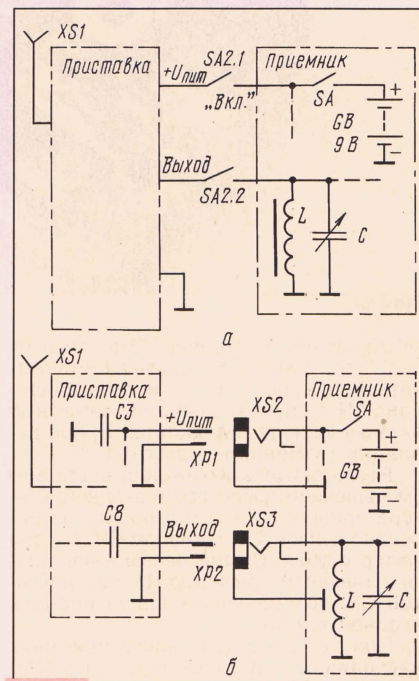 XS1
Приставка
+Uпит
SA2.1
„Вкл."
Приемник
SA
GB
9 В
+
−
Выход
SA2.2
L
C
а
XS1
Приставка
C3
+Uпит
XP1
XS2
Приемник
SA
+
GB
−
C8
Выход
XP2
XS3
L
C
б